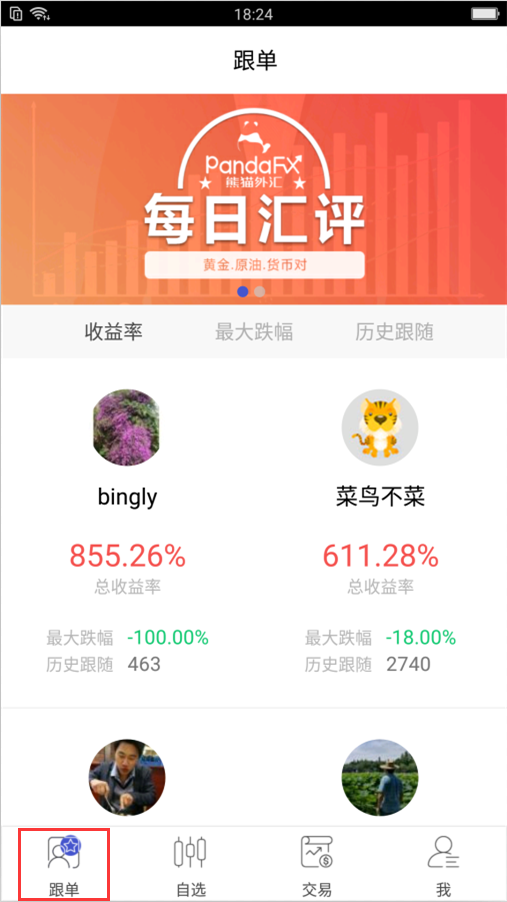 18:24
跟单
PandaFX
熊猫外汇
每日汇评
黄金.原油.货币对
收益率 最大跌幅 历史跟随
bingly 菜鸟不菜
855.26% 611.28%
总收益率 总收益率
最大跌幅 -100.00% 最大跌幅 -18.00%
历史跟随 463 历史跟随 2740
跟单 自选 交易 我